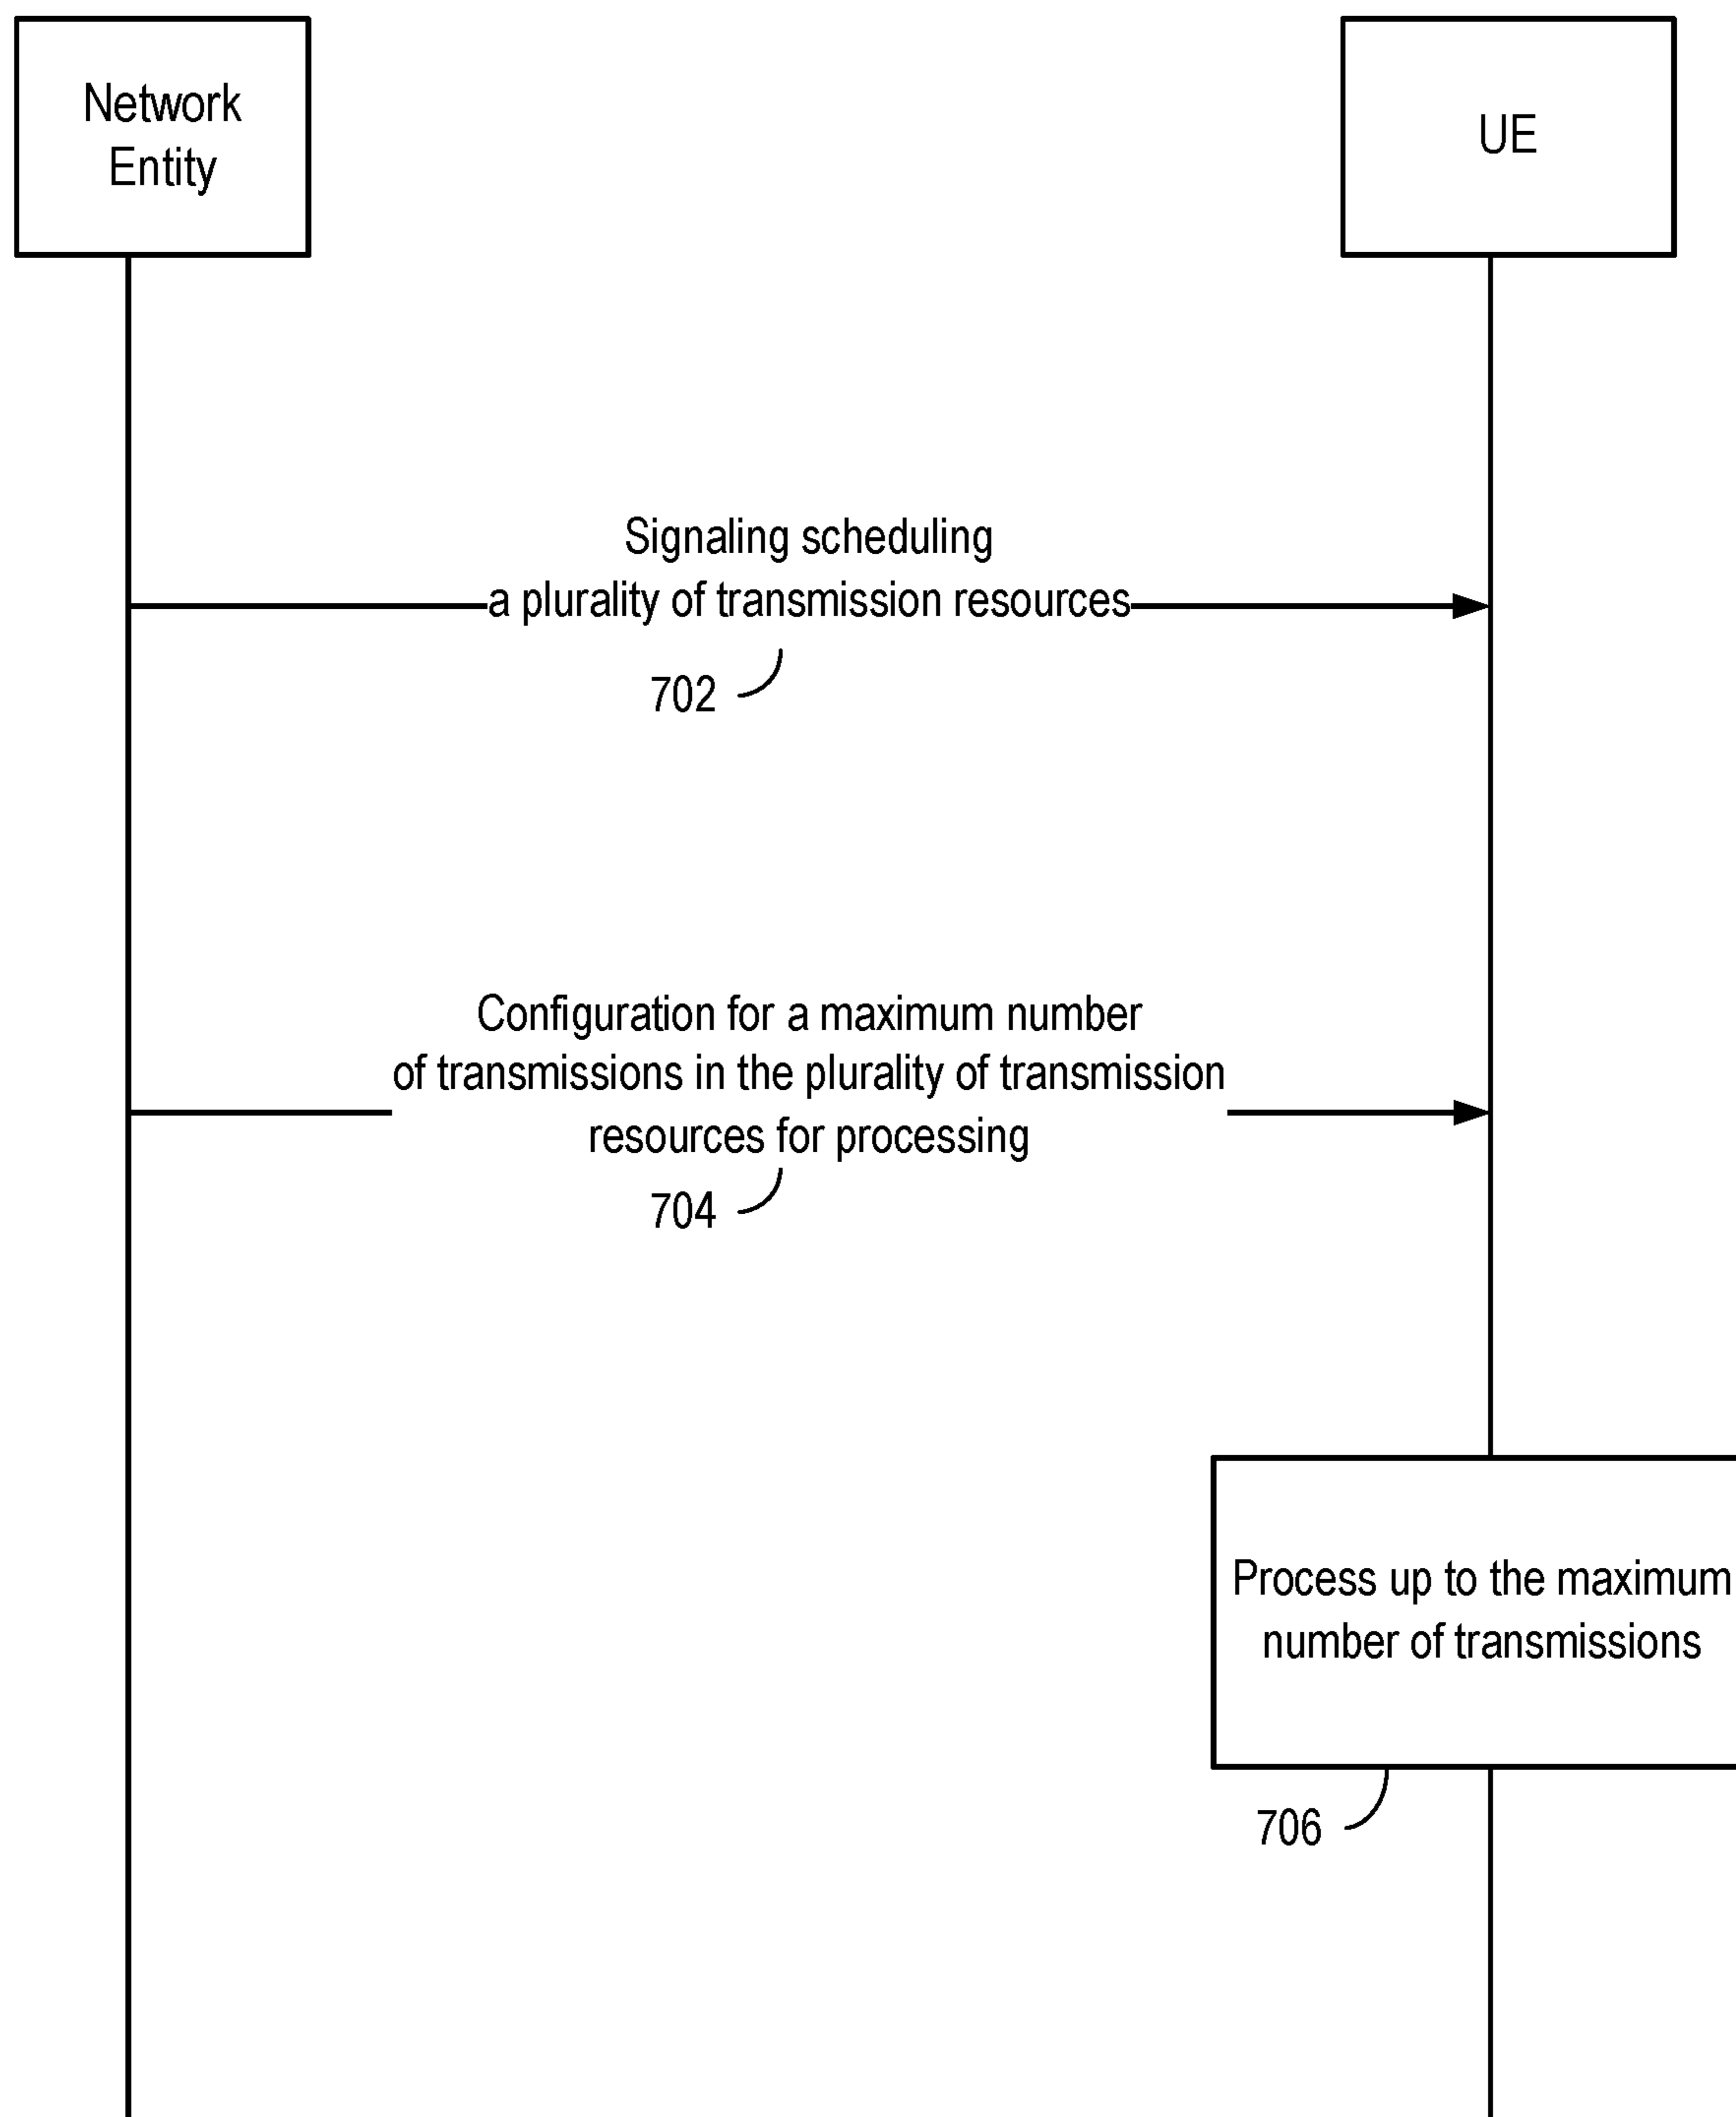 Network
Entity
UE
Signaling scheduling
a plurality of transmission resources
702
Configuration for a maximum number
of transmissions in the plurality of transmission
resources for processing
704
Process up to the maximum
number of transmissions
706